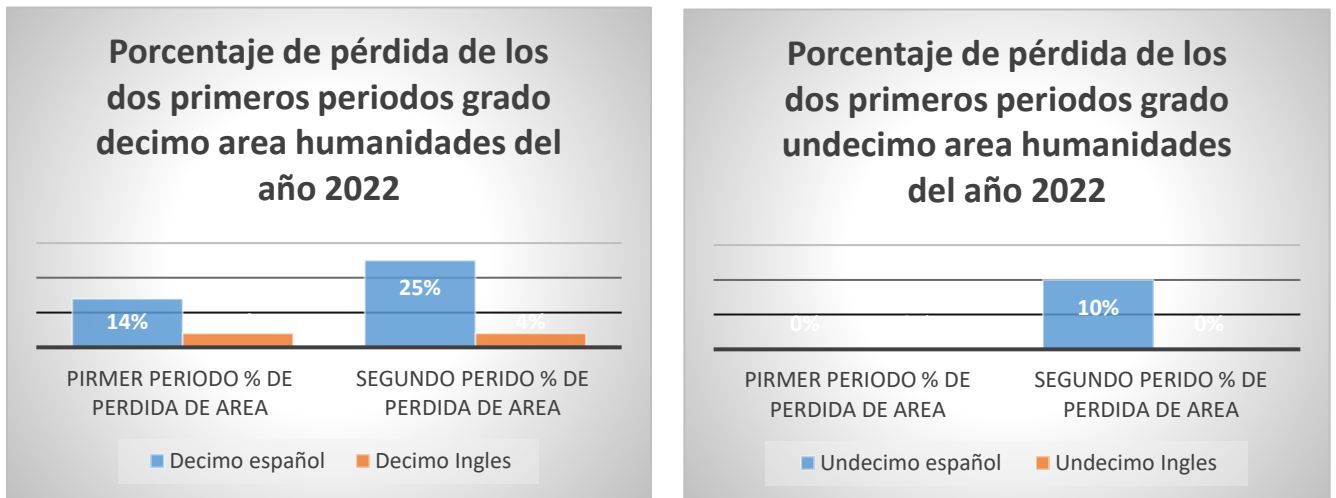 Porcentaje de pérdida de los
dos primeros periodos grado
decimo area humanidades del
año 2022
25%
14%
4%
PIRMER PERIODO % DE
PERDIDA DE AREA
SEGUNDO PERIDO % DE
PERDIDA DE AREA
Decimo español
Decimo Ingles
Porcentaje de pérdida de los
dos primeros periodos grado
undecimo area humanidades
del año 2022
10%
0%
0%
PIRMER PERIODO % DE
PERDIDA DE AREA
SEGUNDO PERIDO % DE
PERDIDA DE AREA
Undecimo español
Undecimo Ingles